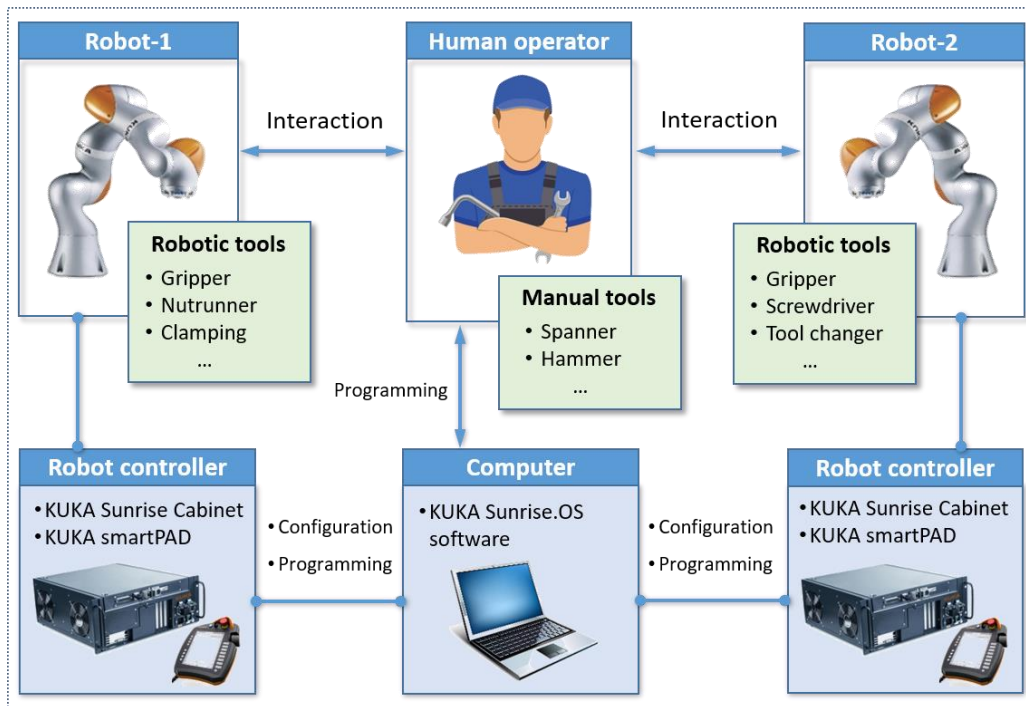 Robot-1
Human operator
Robot-2
Interaction
Interaction
Robotic tools
• Gripper
• Nutrunner
• Clamping
...
Manual tools
• Spanner
• Hammer
...
Robotic tools
• Gripper
• Screwdriver
• Tool changer
...
Programming
Robot controller
• KUKA Sunrise Cabinet
• KUKA smartPAD
• Configuration
• Programming
Computer
• KUKA Sunrise.OS
software
• Configuration
• Programming
Robot controller
• KUKA Sunrise Cabinet
• KUKA smartPAD